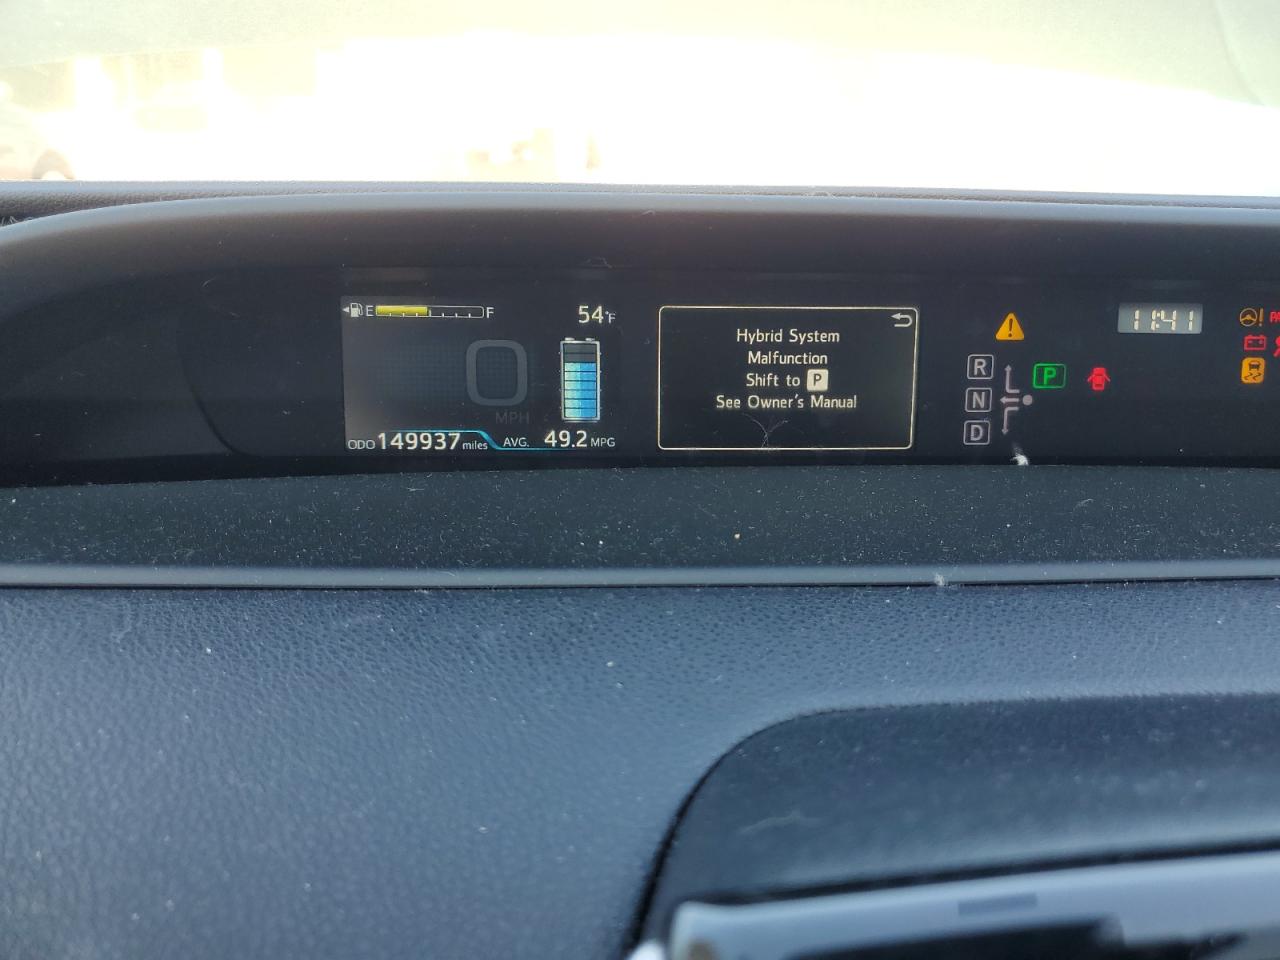 E F
54°F
0
MPH
ODO 149937 miles
AVG. 49.2 MPG
Hybrid System
Malfunction
Shift to P
See Owner's Manual
R
N
D
P
11:41
!